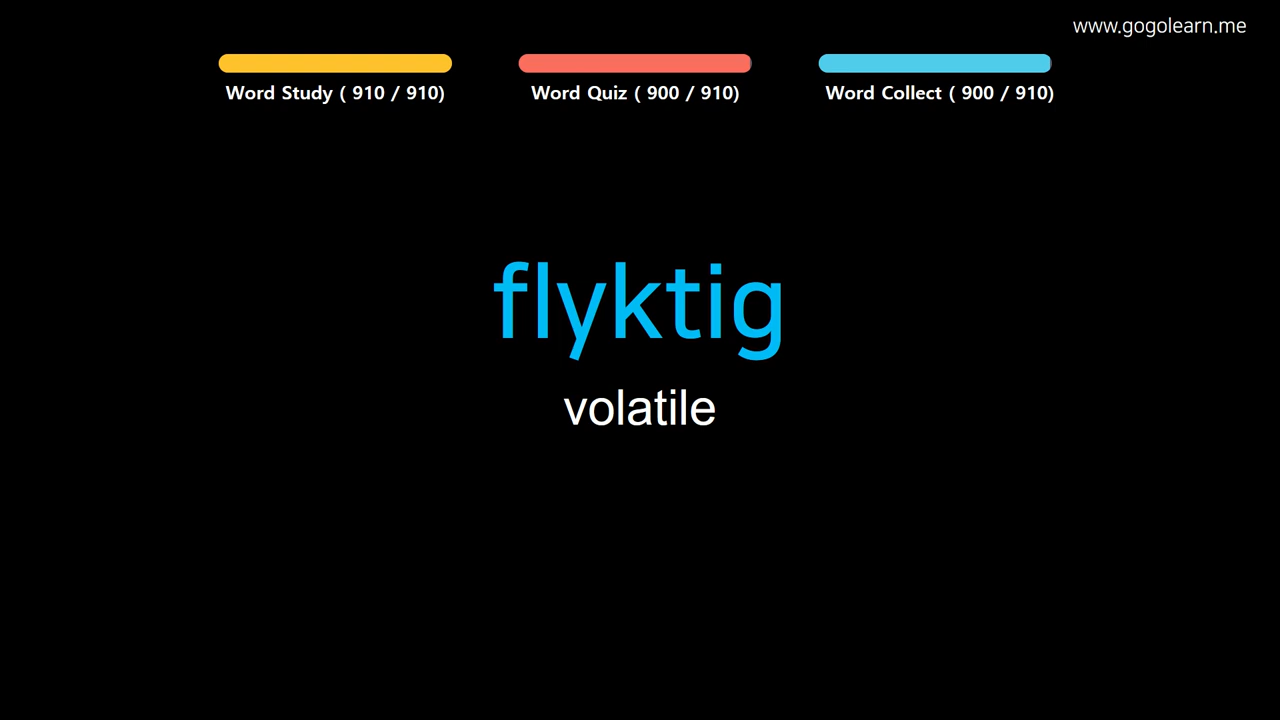 www.gogolearn.me
Word Study ( 910 / 910)
Word Quiz ( 900 / 910)
Word Collect ( 900 / 910)
flyktig
volatile